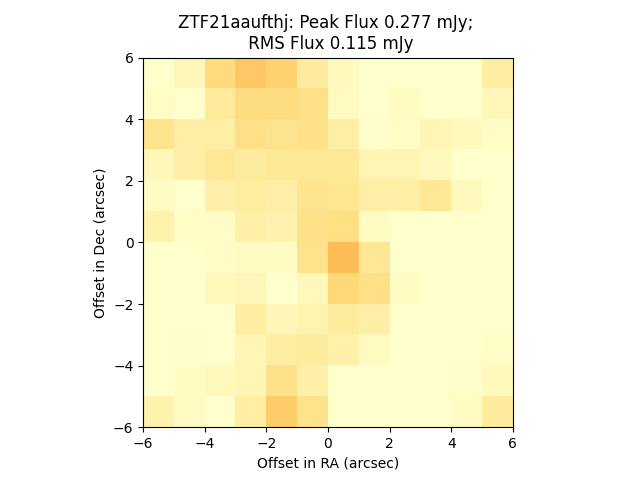 ZTF21aaufthj: Peak Flux 0.277 mJy;
RMS Flux 0.115 mJy
6
4
2
0
−2
−4
−6
Offset in Dec (arcsec)
−6 −4 −2 0 2 4 6
Offset in RA (arcsec)